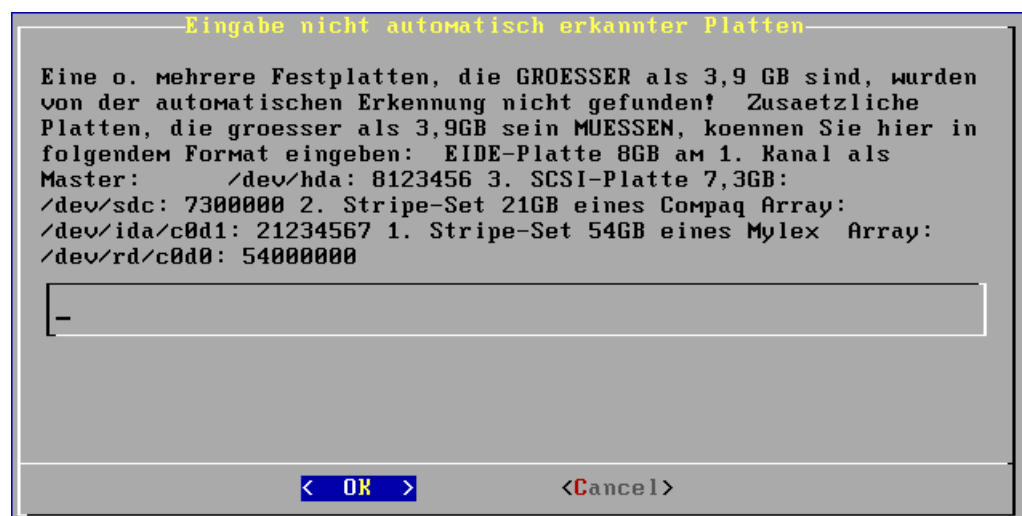 Eingabe nicht automatisch erkannter Platten
Eine o. mehrere Festplatten, die GROESSER als 3,9 GB sind, wurden
von der automatischen Erkennung nicht gefunden!  Zusaetzliche
Platten, die groesser als 3,9GB sein MUESSEN, koennen Sie hier in
folgendem Format eingeben:  EIDE-Platte 8GB am 1. Kanal als
Master:       /dev/hda: 8123456 3. SCSI-Platte 7,3GB:
/dev/sdc: 7300000 2. Stripe-Set 21GB eines Compaq Array:
/dev/ida/c0d1: 21234567 1. Stripe-Set 54GB eines Mylex  Array:
/dev/rd/c0d0: 54000000
_
<  OK  > <Cancel>